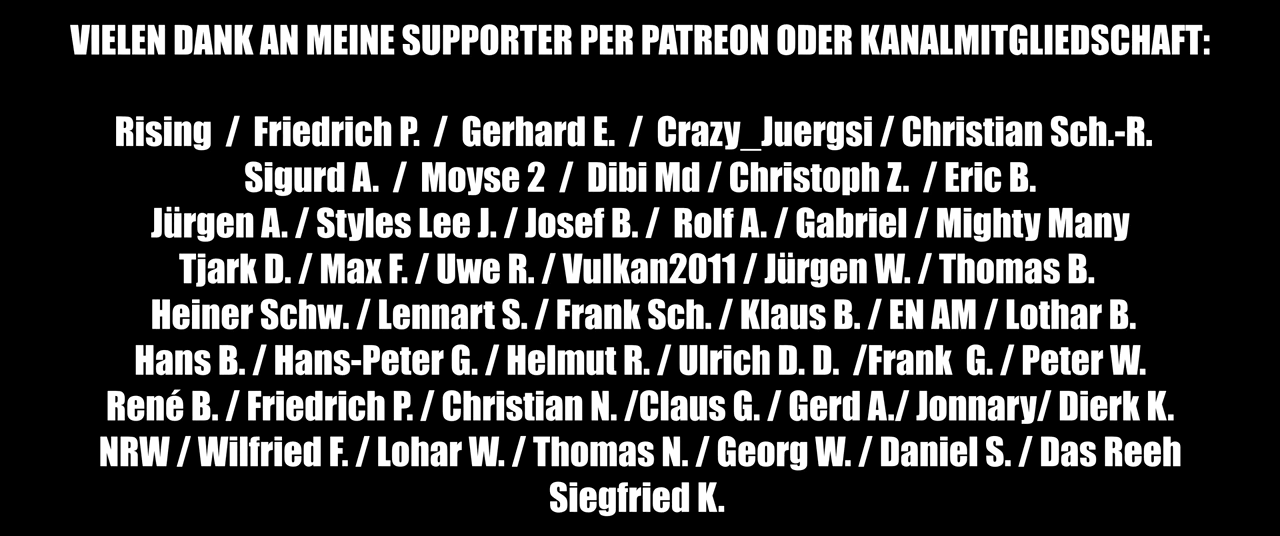 VIELEN DANK AN MEINE SUPPORTER PER PATREON ODER KANALMITGLIEDSCHAFT:
Rising / Friedrich P. / Gerhard E. / Crazy_Juergsi / Christian Sch.-R.
Sigurd A. / Moyse 2 / Dibi Md / Christoph Z. / Eric B.
Jürgen A. / Styles Lee J. / Josef B. / Rolf A. / Gabriel / Mighty Many
Tjark D. / Max F. / Uwe R. / Vulkan2011 / Jürgen W. / Thomas B.
Heiner Schw. / Lennart S. / Frank Sch. / Klaus B. / EN AM / Lothar B.
Hans B. / Hans-Peter G. / Helmut R. / Ulrich D. D. /Frank G. / Peter W.
René B. / Friedrich P. / Christian N. /Claus G. / Gerd A./ Jonnary/ Dierk K.
NRW / Wilfried F. / Lohar W. / Thomas N. / Georg W. / Daniel S. / Das Reeh
Siegfried K.